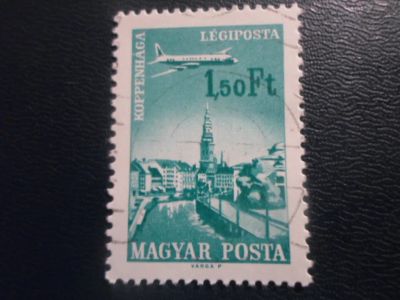 KOPPENHÁGA
LÉGIPOSTA
1,50 Ft
MAGYAR POSTA
VARGA P